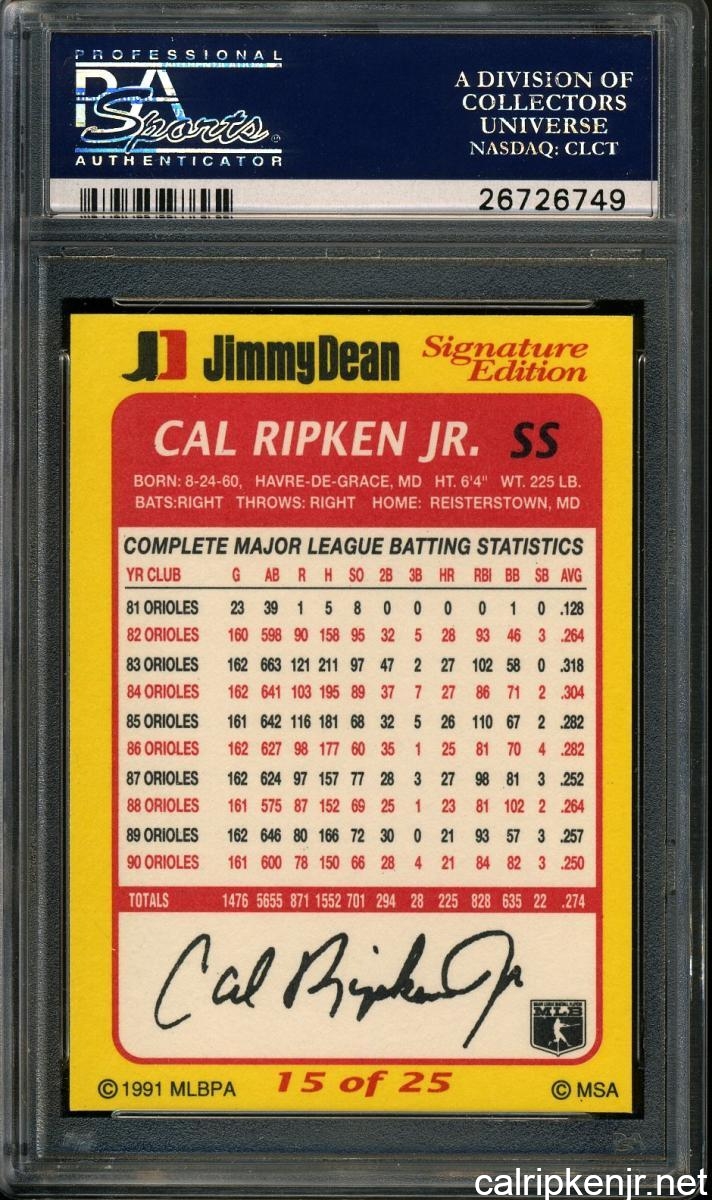 PROFESSIONAL
PSA
Sports
AUTHENTICATOR
A DIVISION OF
COLLECTORS
UNIVERSE
NASDAQ: CLCT
26726749
JD JimmyDean Signature
Edition
CAL RIPKEN JR. SS
BORN: 8-24-60, HAVRE-DE-GRACE, MD HT. 6'4" WT. 225 LB.
BATS:RIGHT THROWS: RIGHT HOME: REISTERSTOWN, MD
COMPLETE MAJOR LEAGUE BATTING STATISTICS
YR CLUB G AB R H SO 2B 3B HR RBI BB SB AVG
81 ORIOLES 23 39 1 5 8 0 0 0 0 1 0 .128
82 ORIOLES 160 598 90 158 95 32 5 28 93 46 3 .264
83 ORIOLES 162 663 121 211 97 47 2 27 102 58 0 .318
84 ORIOLES 162 641 103 195 89 37 7 27 86 71 2 .304
85 ORIOLES 161 642 116 181 68 32 5 26 110 67 2 .282
86 ORIOLES 162 627 98 177 60 35 1 25 81 70 4 .282
87 ORIOLES 162 624 97 157 77 28 3 27 98 81 3 .252
88 ORIOLES 161 575 87 152 69 25 1 23 81 102 2 .264
89 ORIOLES 162 646 80 166 72 30 0 21 93 57 3 .257
90 ORIOLES 161 600 78 150 66 28 4 21 84 82 3 .250
TOTALS 1476 5655 871 1552 701 294 28 225 828 635 22 .274
Cal Ripken Jr
MLB
©1991 MLBPA 15 of 25 © MSA
calripkenjr.net